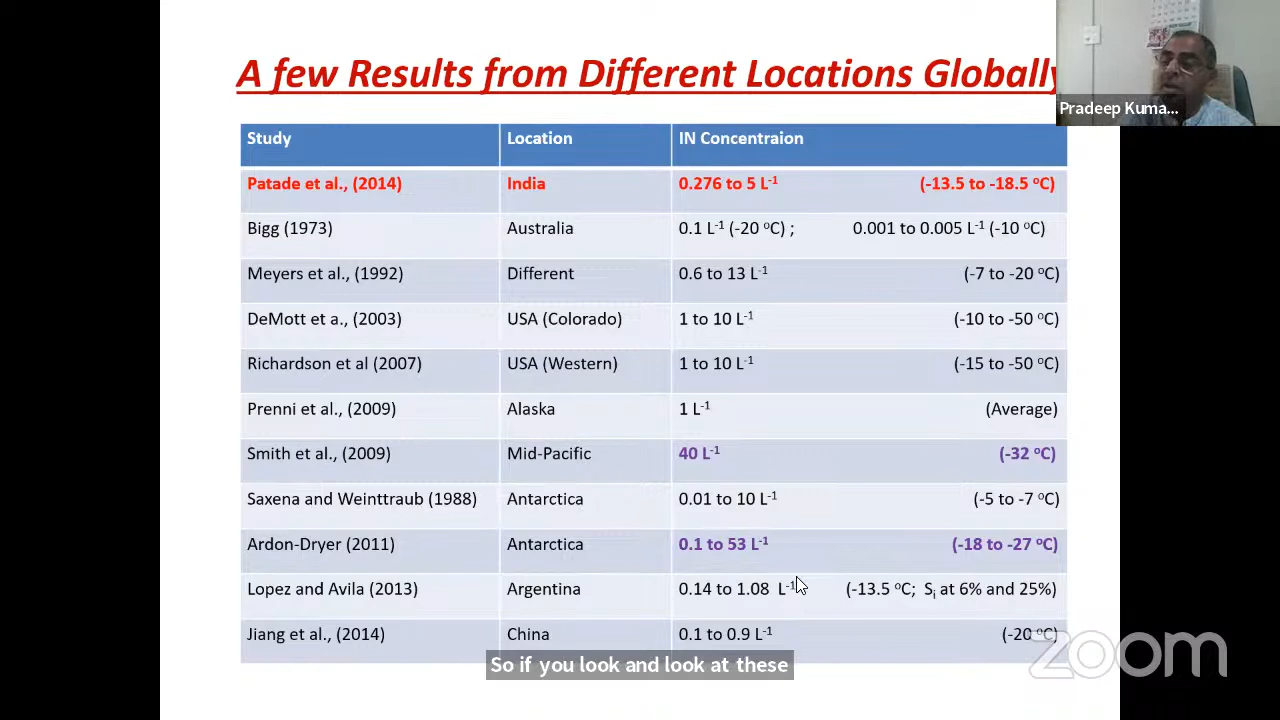 A few Results from Different Locations Globally
Pradeep Kuma...
Study Location IN Concentraion
Patade et al., (2014) India 0.276 to 5 L-1 (-13.5 to -18.5 oC)
Bigg (1973) Australia 0.1 L-1 (-20 oC) ; 0.001 to 0.005 L-1 (-10 oC)
Meyers et al., (1992) Different 0.6 to 13 L-1 (-7 to -20 oC)
DeMott et a., (2003) USA (Colorado) 1 to 10 L-1 (-10 to -50 oC)
Richardson et al (2007) USA (Western) 1 to 10 L-1 (-15 to -50 oC)
Prenni et al., (2009) Alaska 1 L-1 (Average)
Smith et al., (2009) Mid-Pacific 40 L-1 (-32 oC)
Saxena and Weinttraub (1988) Antarctica 0.01 to 10 L-1 (-5 to -7 oC)
Ardon-Dryer (2011) Antarctica 0.1 to 53 L-1 (-18 to -27 oC)
Lopez and Avila (2013) Argentina 0.14 to 1.08 L-1 (-13.5 oC; Si at 6% and 25%)
Jiang et al., (2014) China 0.1 to 0.9 L-1 (-20 oC)
zoom
So if you look and look at these